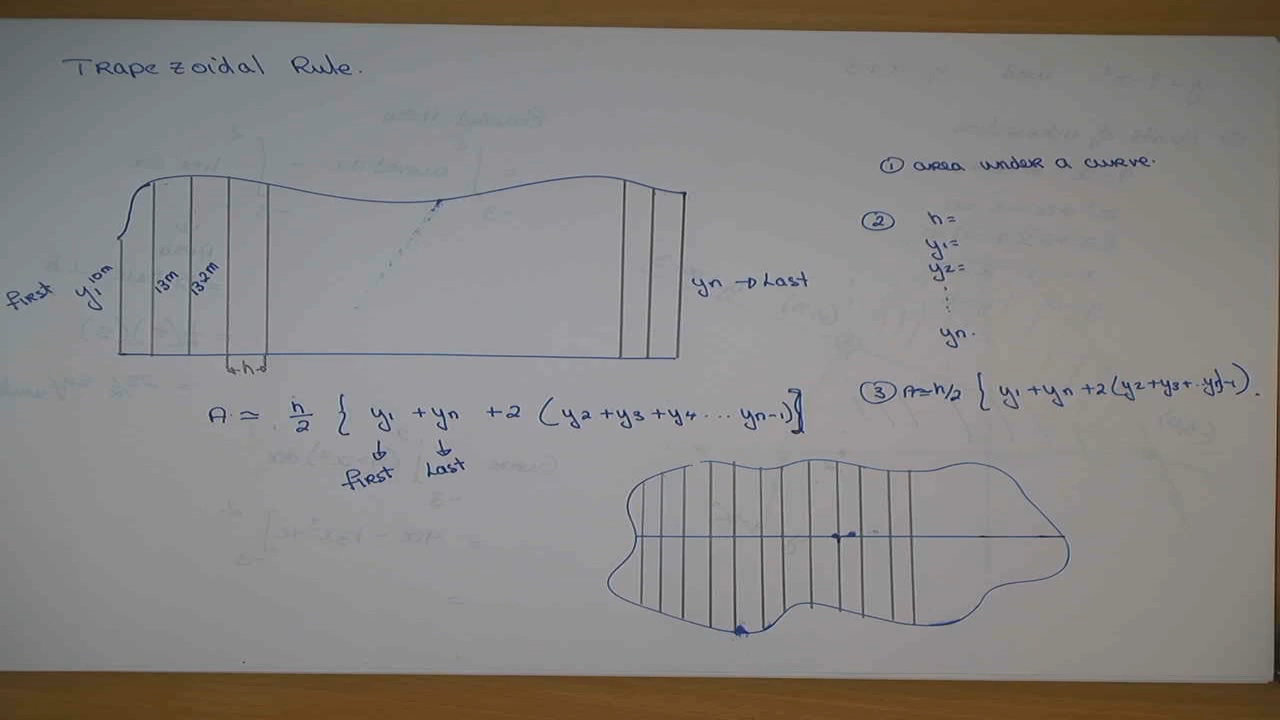 Trapezoidal Rule.
① area under a curve.
② h=
y1=
y2=
yn.
first y1 10m 13m 13.2m yn → Last
h
③ A ≃ h/2 { y1 + yn + 2 (y2 + y3 + .. yn-1) .
A ≃ h/2 { y1 + yn + 2 ( y2 + y3 + y4 ... yn-1) ]
first Last